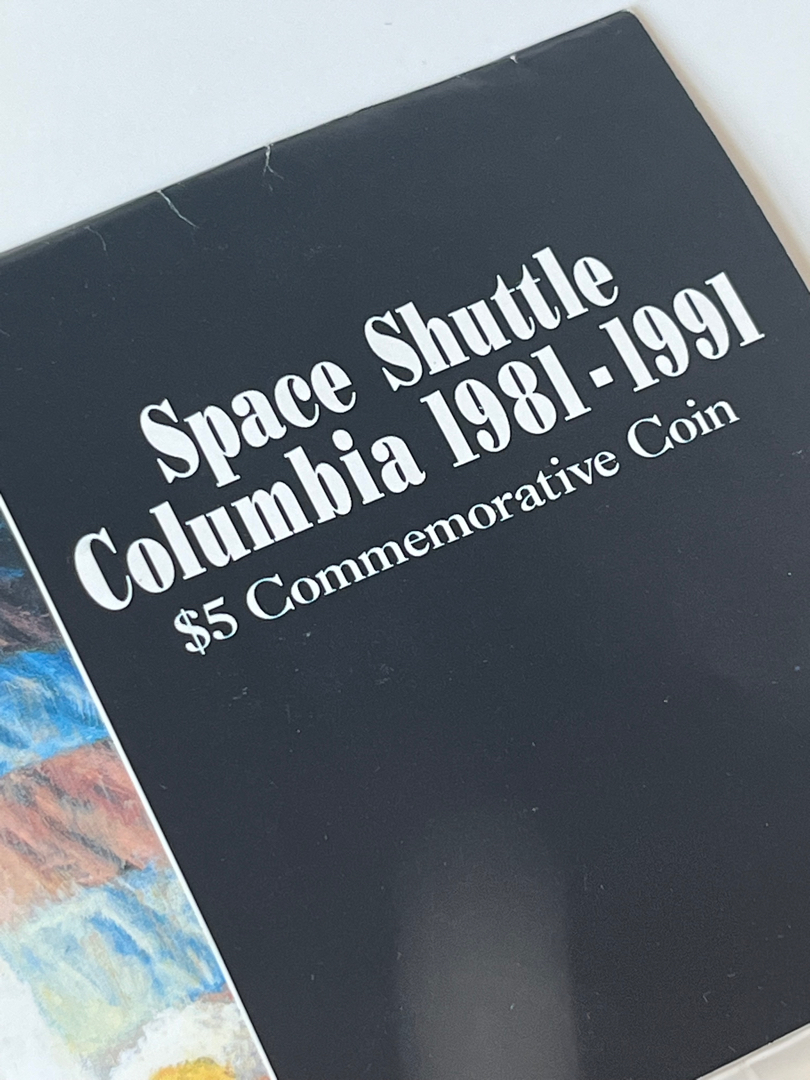 Space Shuttle
Columbia 1981-1991
$5 Commemorative Coin